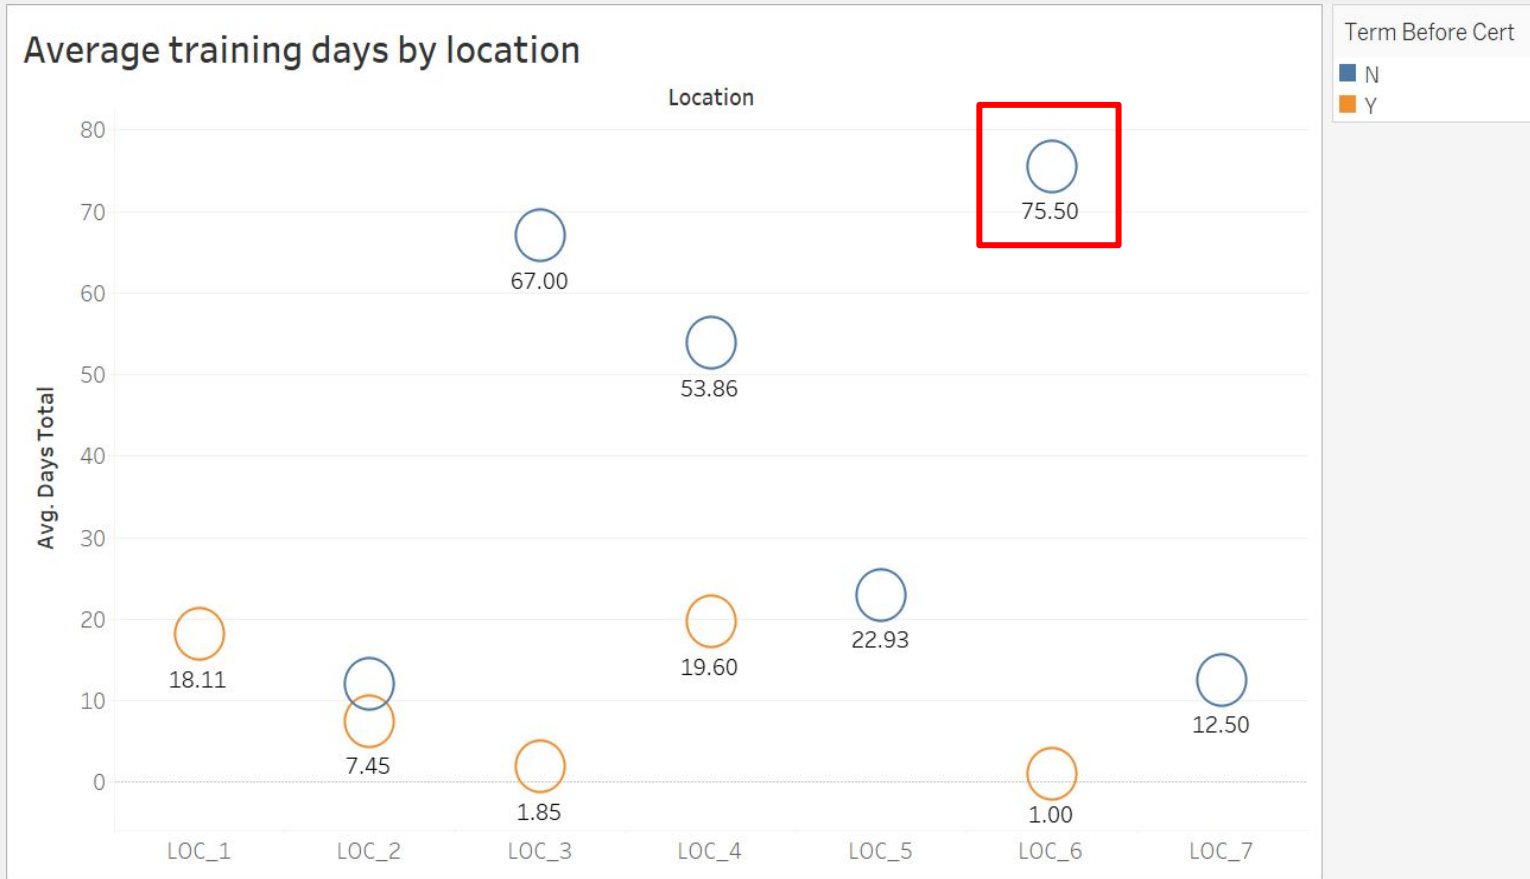 Average training days by location
Term Before Cert
N
Y
Location
Avg. Days Total
80
70
60
50
40
30
20
10
0
75.50
67.00
53.86
22.93
19.60
18.11
12.50
7.45
1.85
1.00
LOC_1
LOC_2
LOC_3
LOC_4
LOC_5
LOC_6
LOC_7